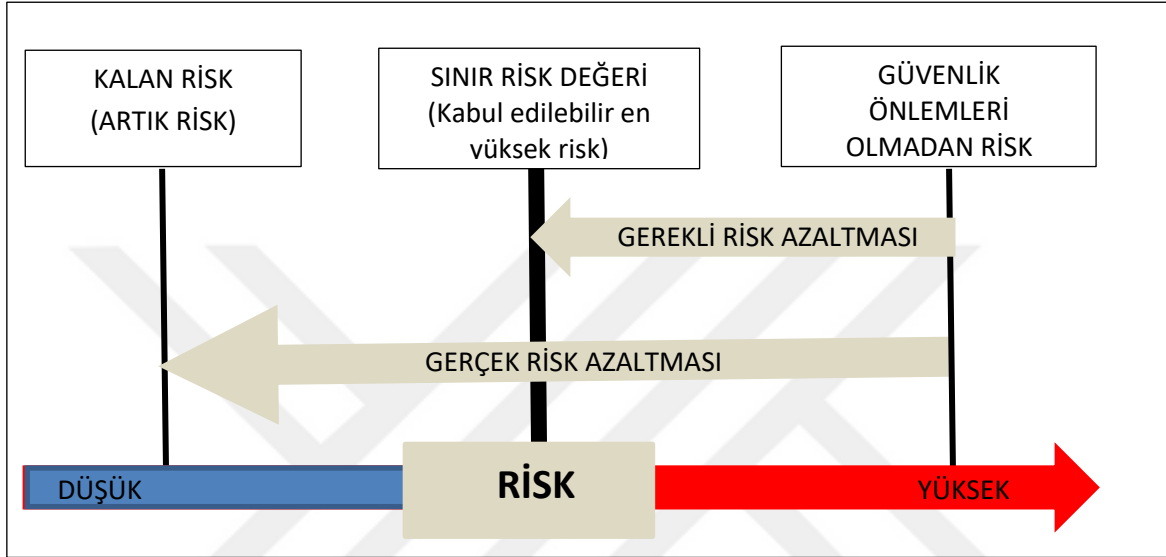 KALAN RİSK
(ARTIK RİSK)
SINIR RİSK DEĞERİ
(Kabul edilebilir en
yüksek risk)
GÜVENLİK
ÖNLEMLERİ
OLMADAN RİSK
GEREKLİ RİSK AZALTMASI
GERÇEK RİSK AZALTMASI
DÜŞÜK
RİSK
YÜKSEK